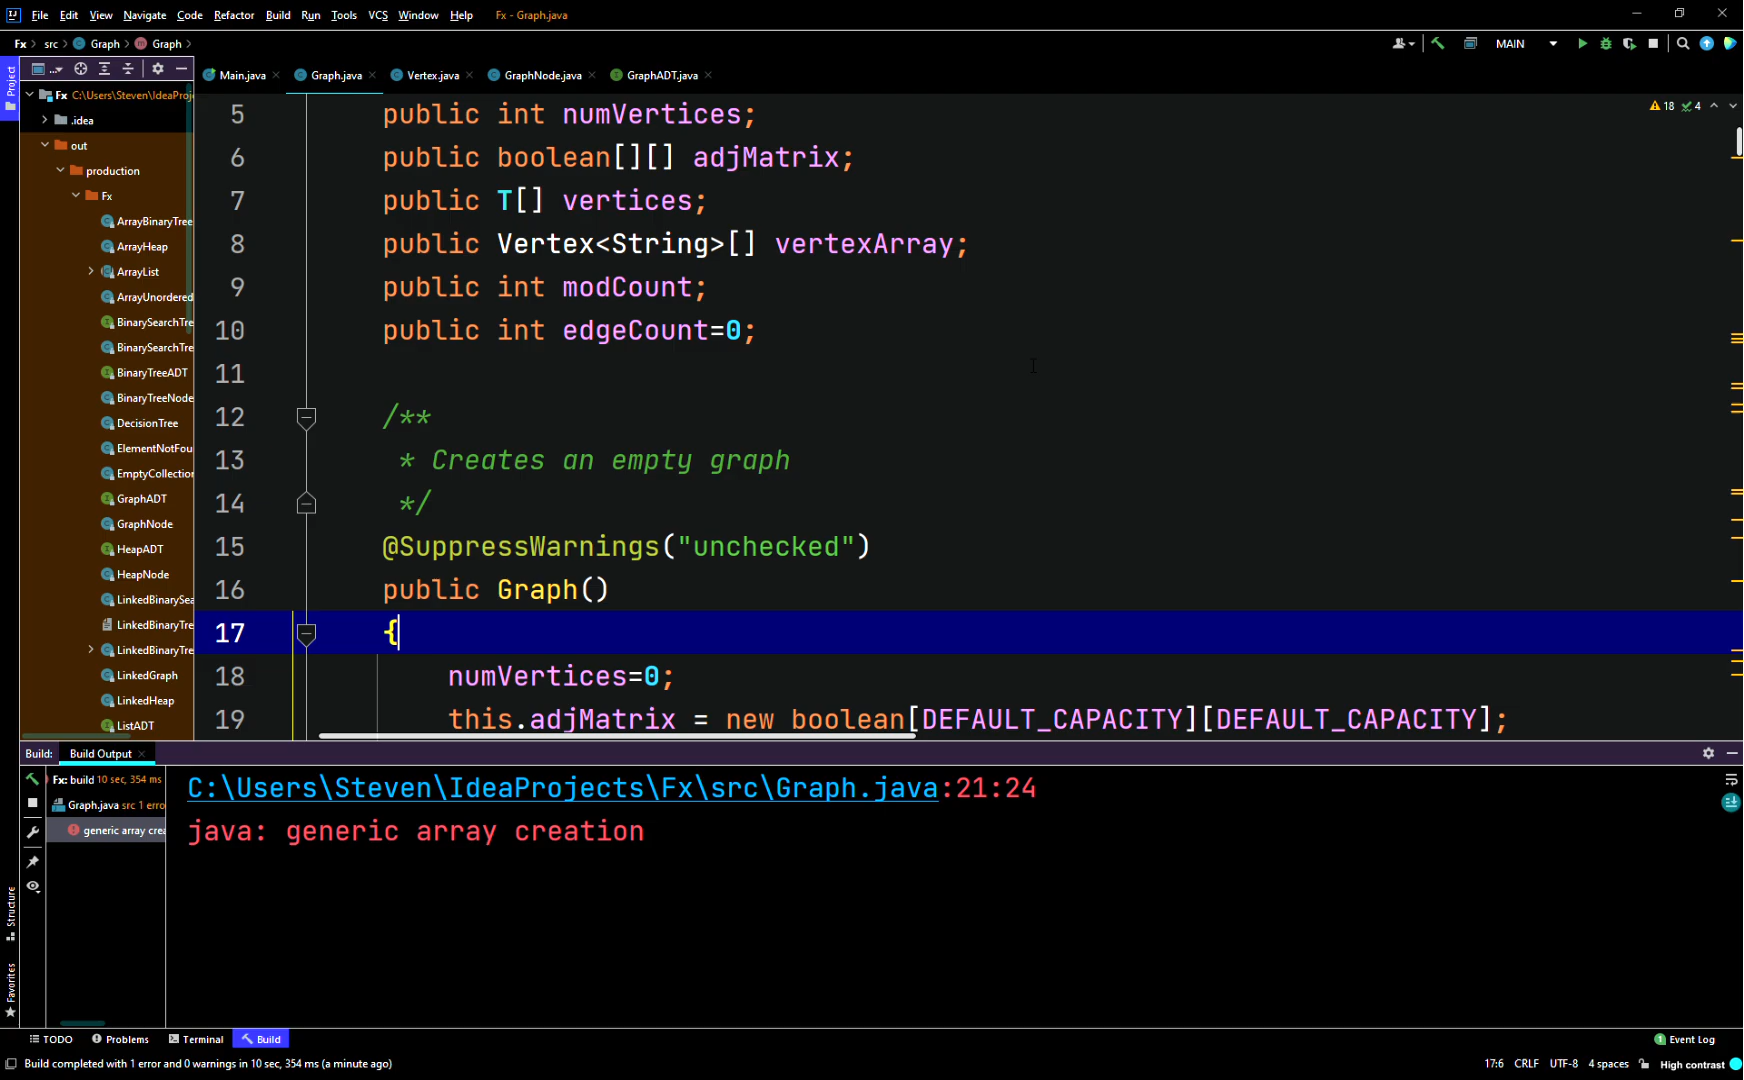 File Edit View Navigate Code Refactor Build Run Tools VCS Window Help Fx - Graph.java
Fx src Graph Graph
MAIN
Project
...
Main.java Graph.java Vertex.java GraphNode.java GraphADT.java
Fx C:\Users\Steven\IdeaProj
.idea
out
production
Fx
ArrayBinaryTree
ArrayHeap
ArrayList
ArrayUnordered
BinarySearchTre
BinarySearchTre
BinaryTreeADT
BinaryTreeNode
DecisionTree
ElementNotFou
EmptyCollection
GraphADT
GraphNode
HeapADT
HeapNode
LinkedBinarySea
LinkedBinaryTre
LinkedBinaryTre
LinkedGraph
LinkedHeap
ListADT
18 4
5 public int numVertices;
6 public boolean[][] adjMatrix;
7 public T[] vertices;
8 public Vertex<String>[] vertexArray;
9 public int modCount;
10 public int edgeCount=0;
11
12 /**
13 * Creates an empty graph
14 */
15 @SuppressWarnings("unchecked")
16 public Graph()
17 {
18 numVertices=0;
19 this.adjMatrix = new boolean[DEFAULT_CAPACITY][DEFAULT_CAPACITY];
Build: Build Output
Fx: build 10 sec, 354 ms
Graph.java src 1 erro
generic array crea
C:\Users\Steven\IdeaProjects\Fx\src\Graph.java:21:24
java: generic array creation
Structure
Favorites
TODO Problems Terminal Build
1 Event Log
Build completed with 1 error and 0 warnings in 10 sec, 354 ms (a minute ago)
17:6 CRLF UTF-8 4 spaces High contrast